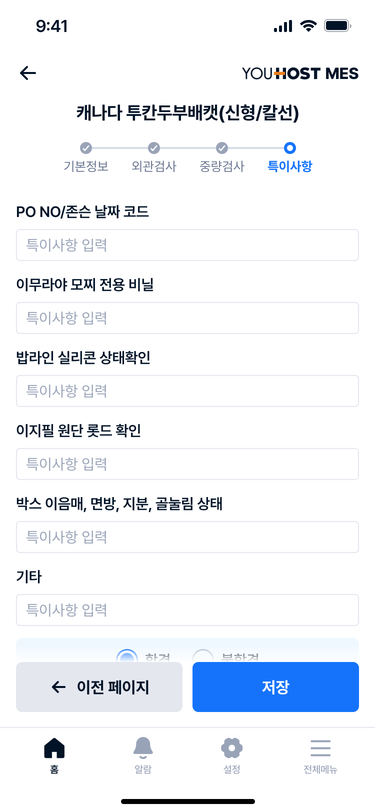 9:41
YOUHOST MES
캐나다 투칸두부배캣(신형/칼선)
기본정보 외관검사 중량검사 특이사항
PO NO/존슨 날짜 코드
특이사항 입력
이무라야 모찌 전용 비닐
특이사항 입력
밥라인 실리콘 상태확인
특이사항 입력
이지필 원단 롯드 확인
특이사항 입력
박스 이음매, 면방, 지분, 골눌림 상태
특이사항 입력
기타
특이사항 입력
합격 불합격
이전 페이지 저장
홈 알람 설정 전체메뉴